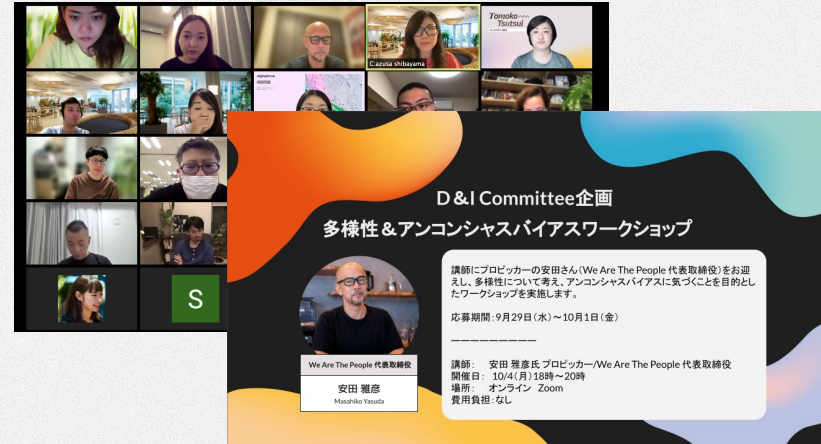 Tomoko
Tsutsui
C:azusa shibayama
S
D&I Committee企画
多様性&アンコンシャスバイアスワークショップ
We Are The People 代表取締役
安田 雅彦
Masahiko Yasuda
講師にプロピッカーの安田さん(We Are The People 代表取締役)をお迎
えし、多様性について考え、アンコンシャスバイアスに気づくことを目的とし
たワークショップを実施します。
応募期間:9月29日(水)~10月1日(金)
ーーーーーーーーー
講師: 安田 雅彦氏 プロピッカー/We Are The People 代表取締役
開催日: 10/4(月)18時~20時
場所: オンライン Zoom
費用負担:なし